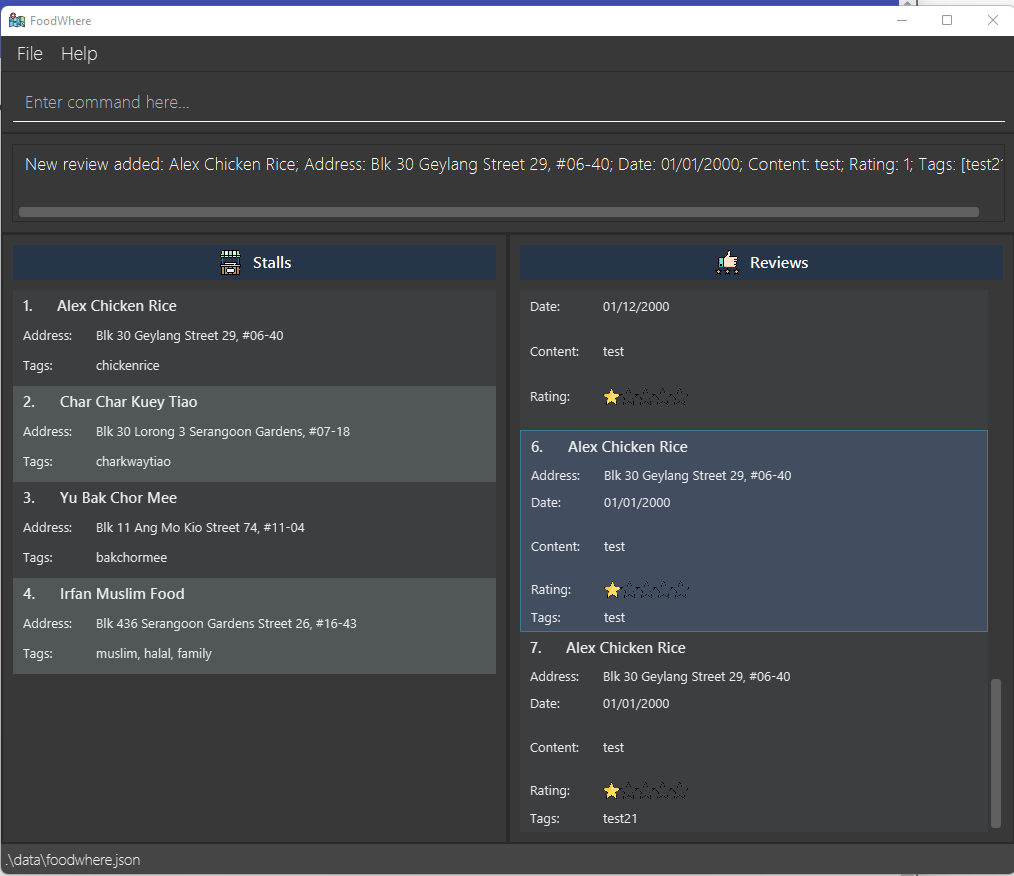 FoodWhere
File Help
Enter command here...
New review added: Alex Chicken Rice; Address: Blk 30 Geylang Street 29, #06-40; Date: 01/01/2000; Content: test; Rating: 1; Tags: [test21
Stalls
1. Alex Chicken Rice
Address: Blk 30 Geylang Street 29, #06-40
Tags: chickenrice
2. Char Char Kuey Tiao
Address: Blk 30 Lorong 3 Serangoon Gardens, #07-18
Tags: charkwaytiao
3. Yu Bak Chor Mee
Address: Blk 11 Ang Mo Kio Street 74, #11-04
Tags: bakchormee
4. Irfan Muslim Food
Address: Blk 436 Serangoon Gardens Street 26, #16-43
Tags: muslim, halal, family
Reviews
Date: 01/12/2000
Content: test
Rating:
6. Alex Chicken Rice
Address: Blk 30 Geylang Street 29, #06-40
Date: 01/01/2000
Content: test
Rating:
Tags: test
7. Alex Chicken Rice
Address: Blk 30 Geylang Street 29, #06-40
Date: 01/01/2000
Content: test
Rating:
Tags: test21
.\data\foodwhere.json